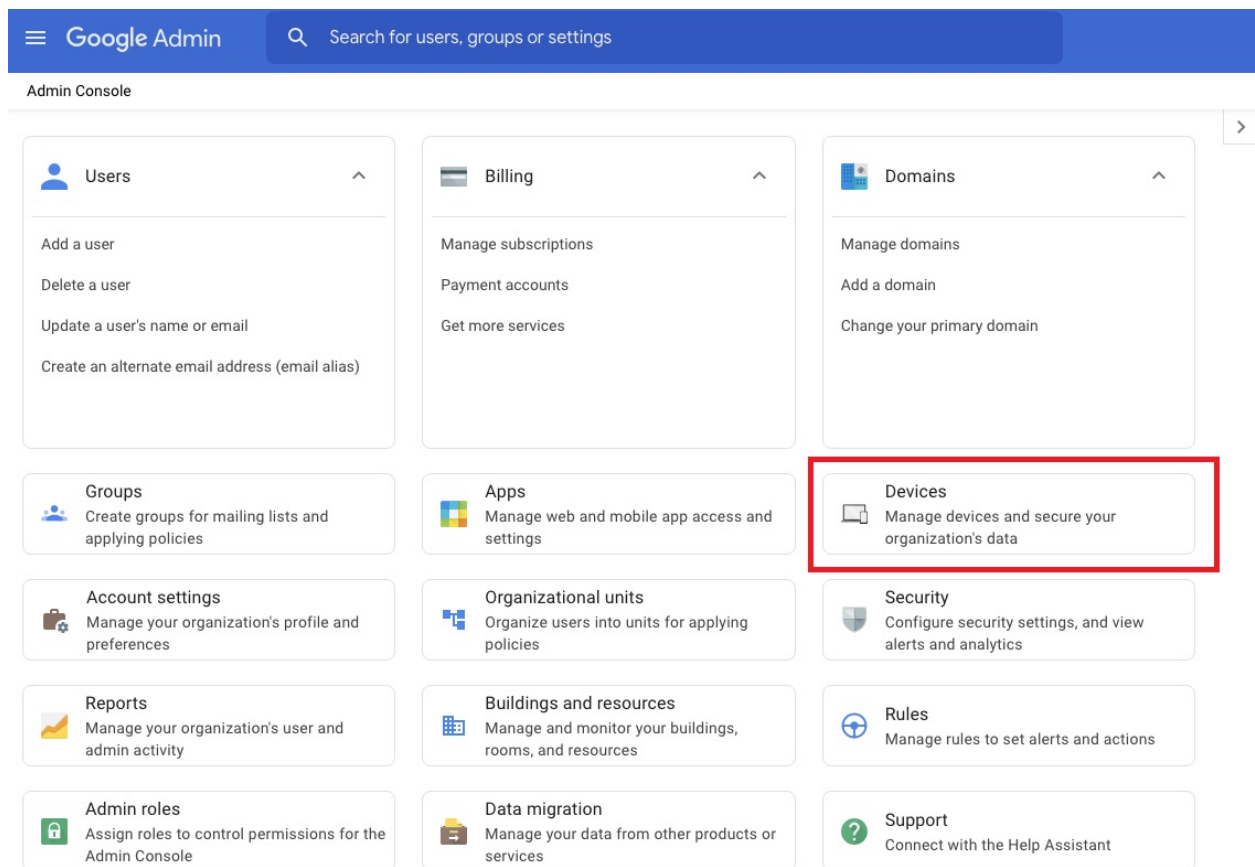 Google Admin
Search for users, groups or settings
Admin Console
Users
Add a user
Delete a user
Update a user's name or email
Create an alternate email address (email alias)
Billing
Manage subscriptions
Payment accounts
Get more services
Domains
Manage domains
Add a domain
Change your primary domain
Groups
Create groups for mailing lists and
applying policies
Apps
Manage web and mobile app access and
settings
Devices
Manage devices and secure your
organization's data
Account settings
Manage your organization's profile and
preferences
Organizational units
Organize users into units for applying
policies
Security
Configure security settings, and view
alerts and analytics
Reports
Manage your organization's user and
admin activity
Buildings and resources
Manage and monitor your buildings,
rooms, and resources
Rules
Manage rules to set alerts and actions
Admin roles
Assign roles to control permissions for the
Admin Console
Data migration
Manage your data from other products or
services
Support
Connect with the Help Assistant